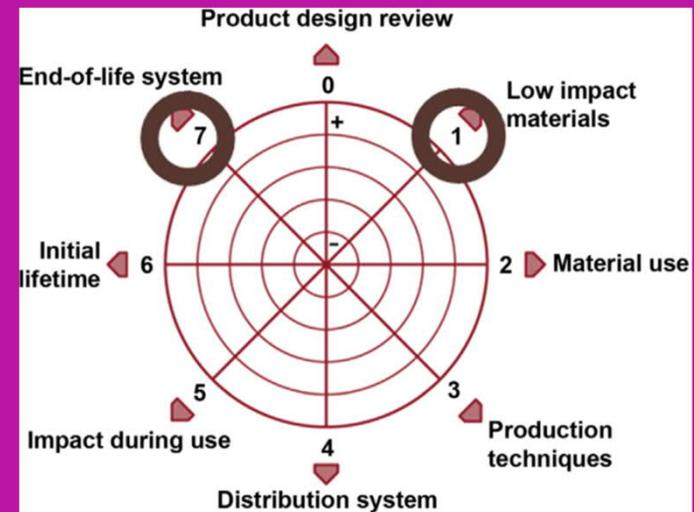 Product design review
0
End-of-life system
7
Low impact
materials
1
+
-
Initial
lifetime
6
2
Material use
5
3
Impact during use
4
Production
techniques
Distribution system